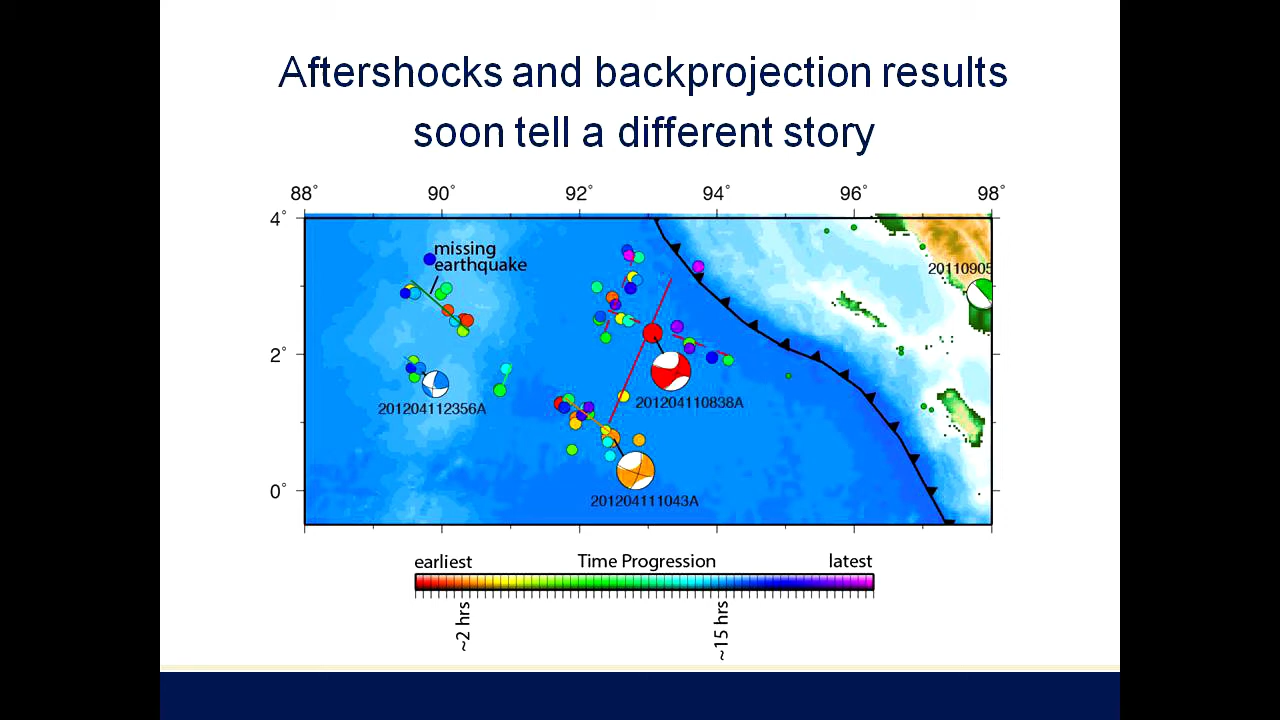 Aftershocks and backprojection results
soon tell a different story
88° 90° 92° 94° 96° 98°
4°
missing
earthquake
20110905
2°
201204112356A
201204110838A
0°
201204111043A
earliest Time Progression latest
~2 hrs
~15 hrs